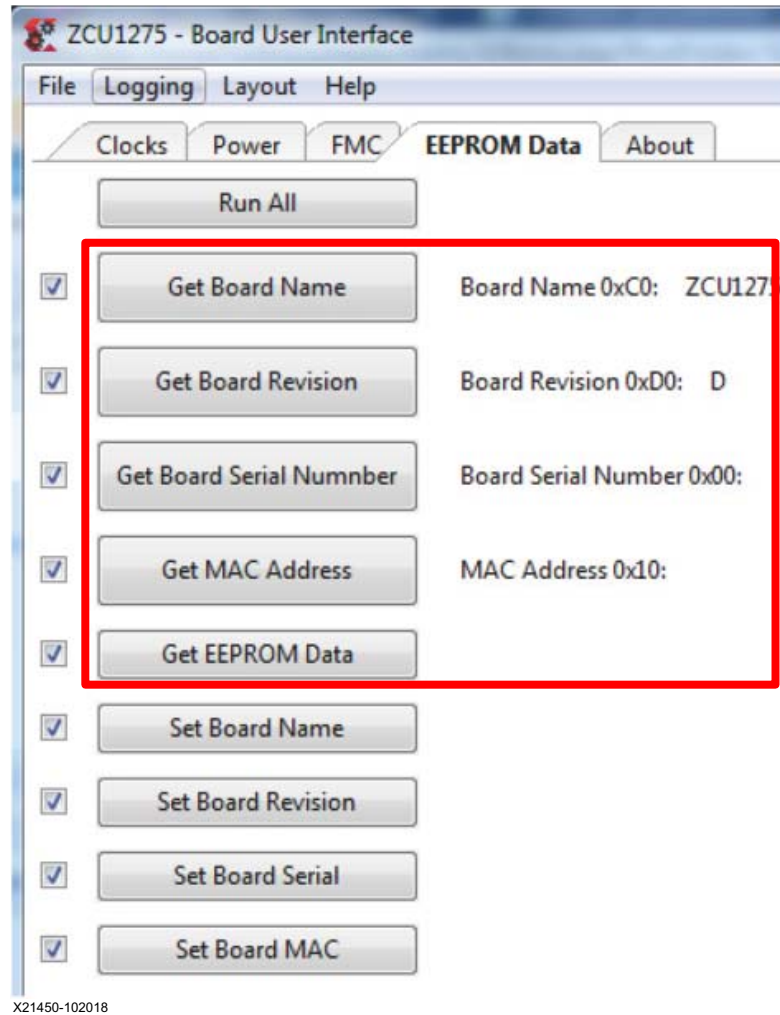 ZCU1275 - Board User Interface
File Logging Layout Help
Clocks Power FMC EEPROM Data About
Run All
Get Board Name Board Name 0xC0: ZCU1275
Get Board Revision Board Revision 0xD0: D
Get Board Serial Numnber Board Serial Number 0x00:
Get MAC Address MAC Address 0x10:
Get EEPROM Data
Set Board Name
Set Board Revision
Set Board Serial
Set Board MAC
X21450-102018